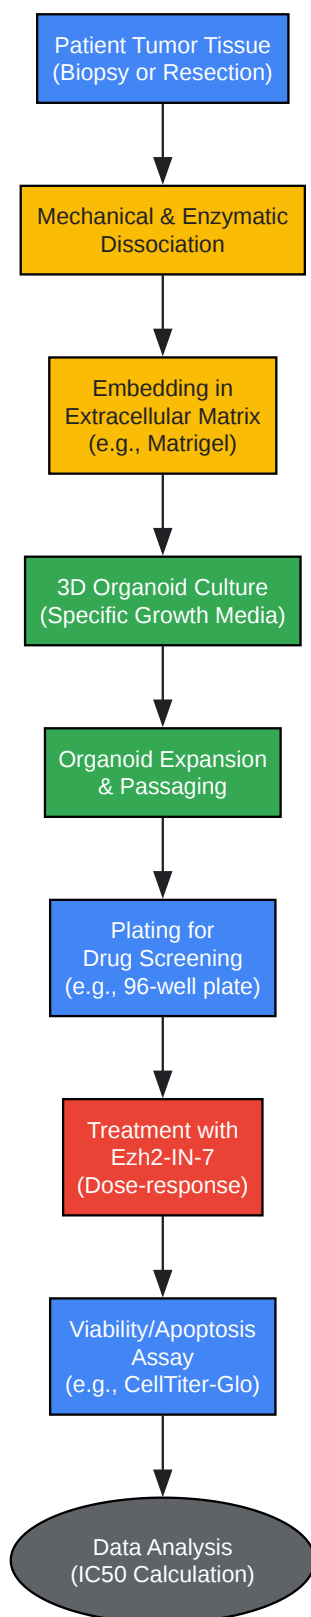 Patient Tumor Tissue
(Biopsy or Resection)
Mechanical & Enzymatic
Dissociation
Embedding in
Extracellular Matrix
(e.g., Matrigel)
3D Organoid Culture
(Specific Growth Media)
Organoid Expansion
& Passaging
Plating for
Drug Screening
(e.g., 96-well plate)
Treatment with
Ezh2-IN-7
(Dose-response)
Viability/Apoptosis
Assay
(e.g., CellTiter-Glo)
Data Analysis
(IC50 Calculation)